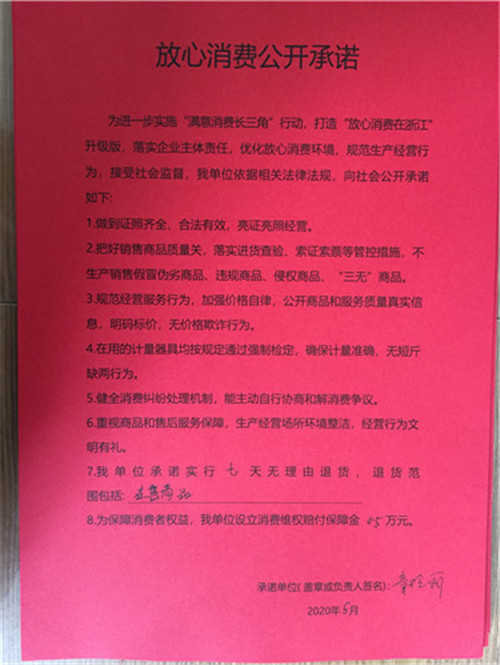 放心消费公开承诺
为进一步实施“满意消费长三角”行动，打造“放心消费在浙江”
升级版，落实企业主体责任，优化放心消费环境，规范生产经营行
为，接受社会监督，我单位依据相关法律法规，向社会公开承诺
如下:
1.做到证照齐全、合法有效，亮证亮照经营。
2.把好销售商品质量关，落实进货查验、索证索票等管控措施，不
生产销售假冒伪劣商品、违规商品、侵权商品、“三无”商品。
3.规范经营服务行为，加强价格自律，公开商品和服务质量真实信
息，明码标价，无价格欺诈行为。
4.在用的计量器具均按规定通过强制检定，确保计量准确，无短斤
缺两行为。
5.健全消费纠纷处理机制，能主动自行协商和解消费争议。
6.重视商品和售后服务保障，生产经营场所环境整洁，经营行为文
明有礼。
7.我单位承诺实行 七 天无理由退货，退货范
围包括:
8.为保障消费者权益，我单位设立消费维权赔付保障金 万元。
承诺单位( 盖章或负责人签名):
2020年5月